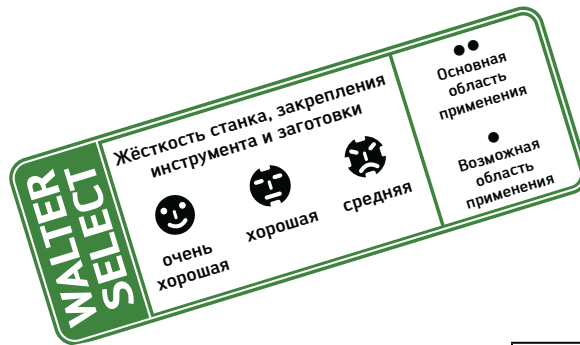 WALTER
SELECT
Жёсткость станка, закрепления
инструмента и заготовки
очень
хорошая
хорошая
средняя
Основная
область
применения
Возможная
область
применения